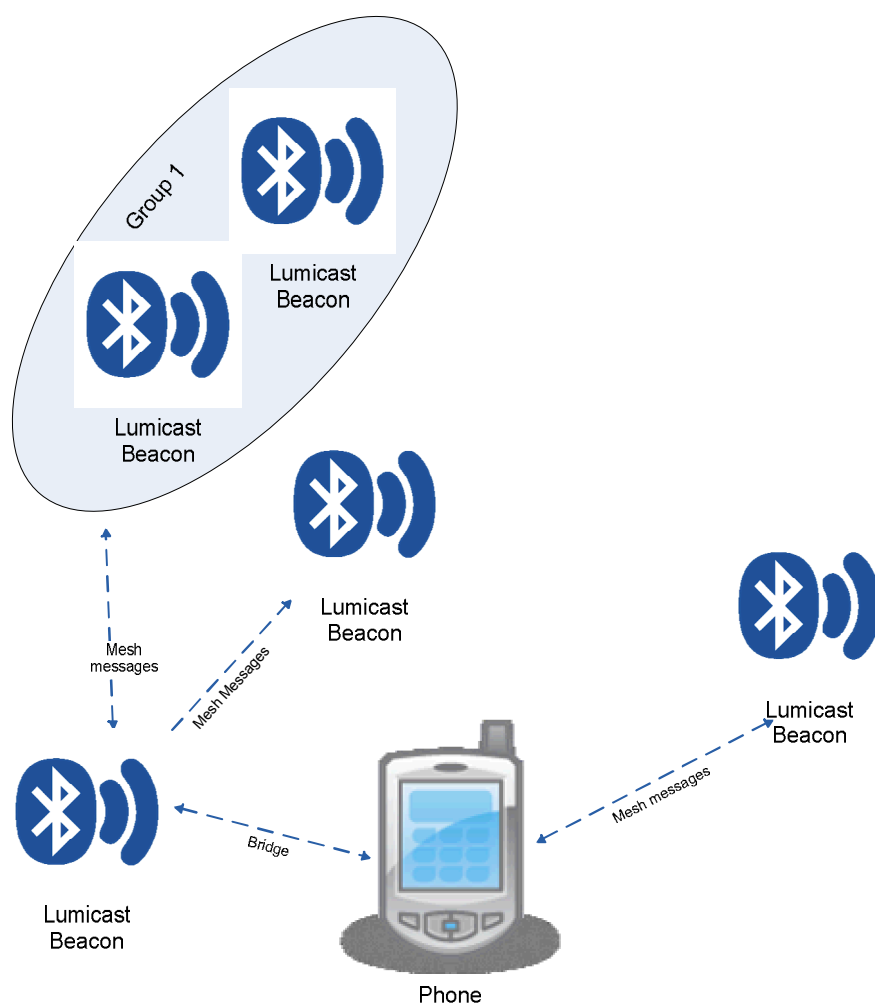 Group 1
Lumicast
Beacon
Lumicast
Beacon
Lumicast
Beacon
Mesh
messages
Mesh Messages
Lumicast
Beacon
Mesh messages
Bridge
Lumicast
Beacon
Phone